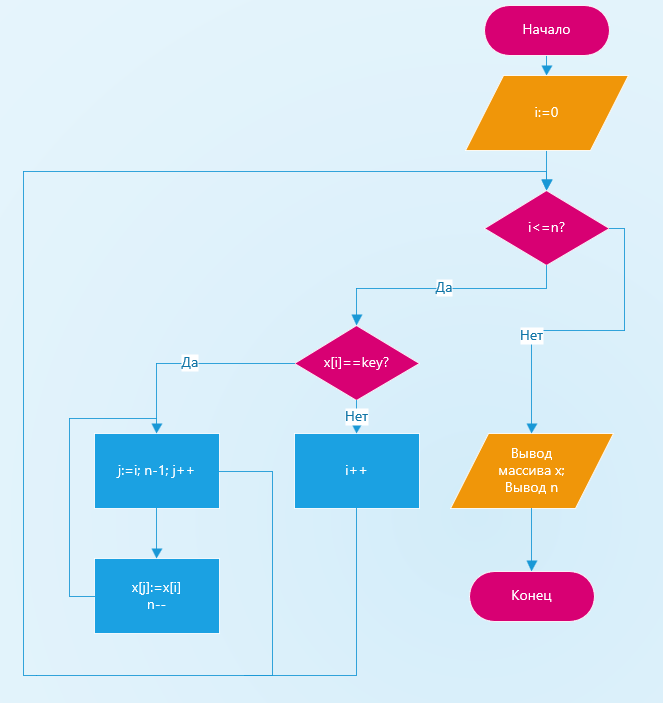 Начало
i:=0
i<=n?
Да
Нет
x[i]==key?
Да
Нет
j:=i; n-1; j++
i++
Вывод
массива x;
Вывод n
x[j]:=x[i]
n--
Конец